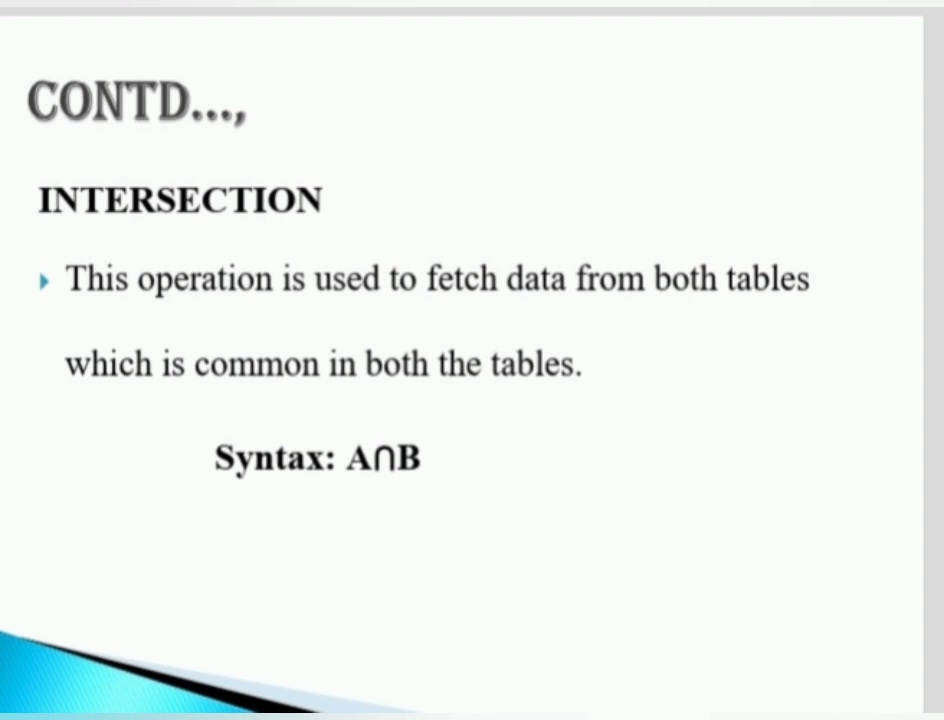 CONTD...,
INTERSECTION
This operation is used to fetch data from both tables
which is common in both the tables.
Syntax: A∩B